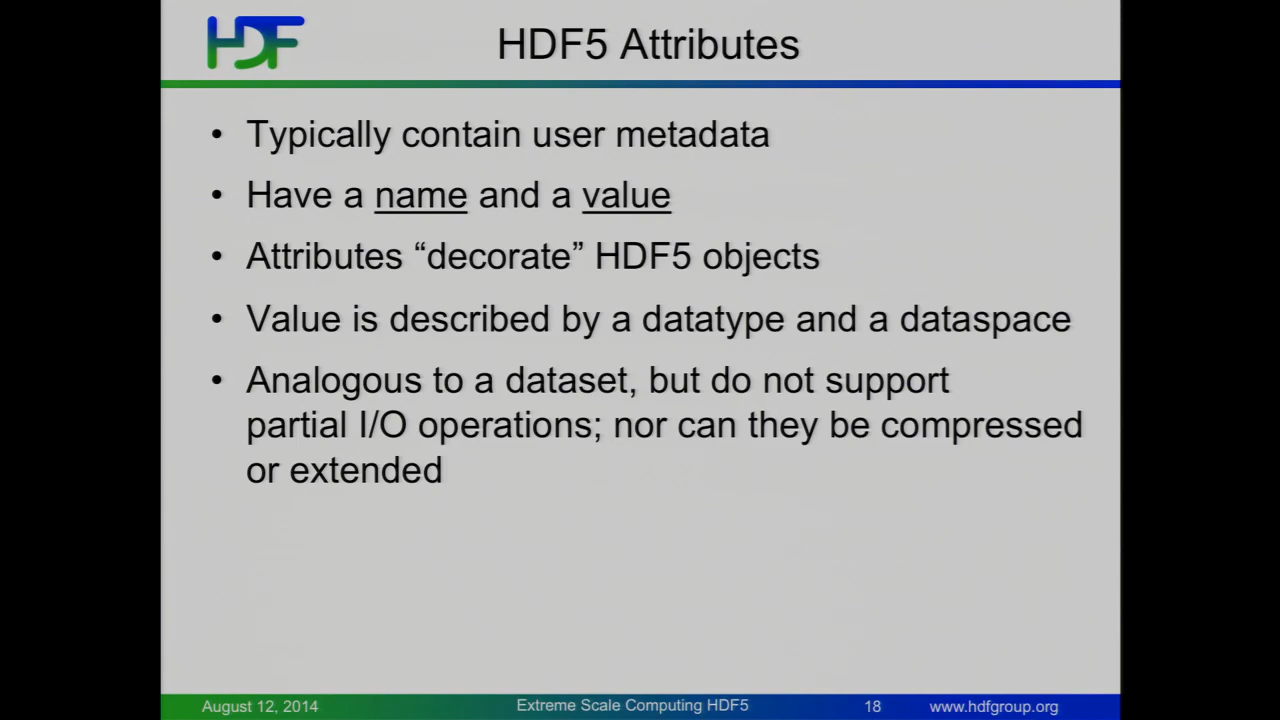 HDF
HDF5 Attributes
• Typically contain user metadata
• Have a name and a value
• Attributes “decorate” HDF5 objects
• Value is described by a datatype and a dataspace
• Analogous to a dataset, but do not support
partial I/O operations; nor can they be compressed
or extended
August 12, 2014
Extreme Scale Computing HDF5
18
www.hdfgroup.org